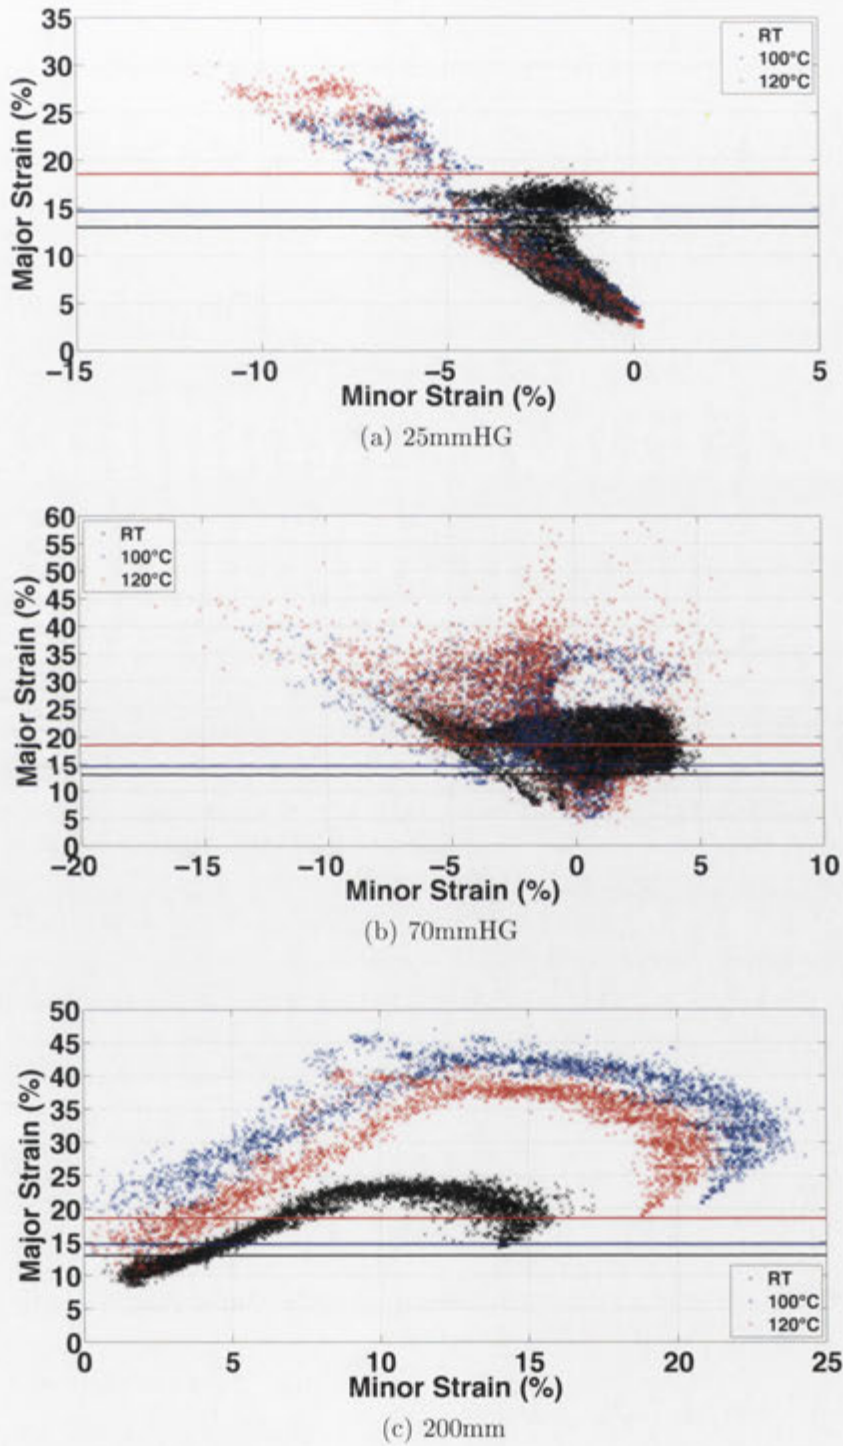 35
30
25
20
15
10
5
0
Major Strain (%)
RT
100°C
120°C
−15 −10 −5 0 5
Minor Strain (%)
(a) 25mmHG
60
55
50
45
40
35
30
25
20
15
10
5
0
Major Strain (%)
RT
100°C
120°C
−20 −15 −10 −5 0 5 10
Minor Strain (%)
(b) 70mmHG
50
45
40
35
30
25
20
15
10
5
0
Major Strain (%)
RT
100°C
120°C
0 5 10 15 20 25
Minor Strain (%)
(c) 200mm